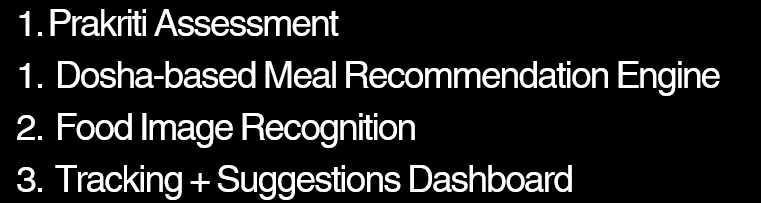 1. Prakriti Assessment
1. Dosha-based Meal Recommendation Engine
2. Food Image Recognition
3. Tracking + Suggestions Dashboard